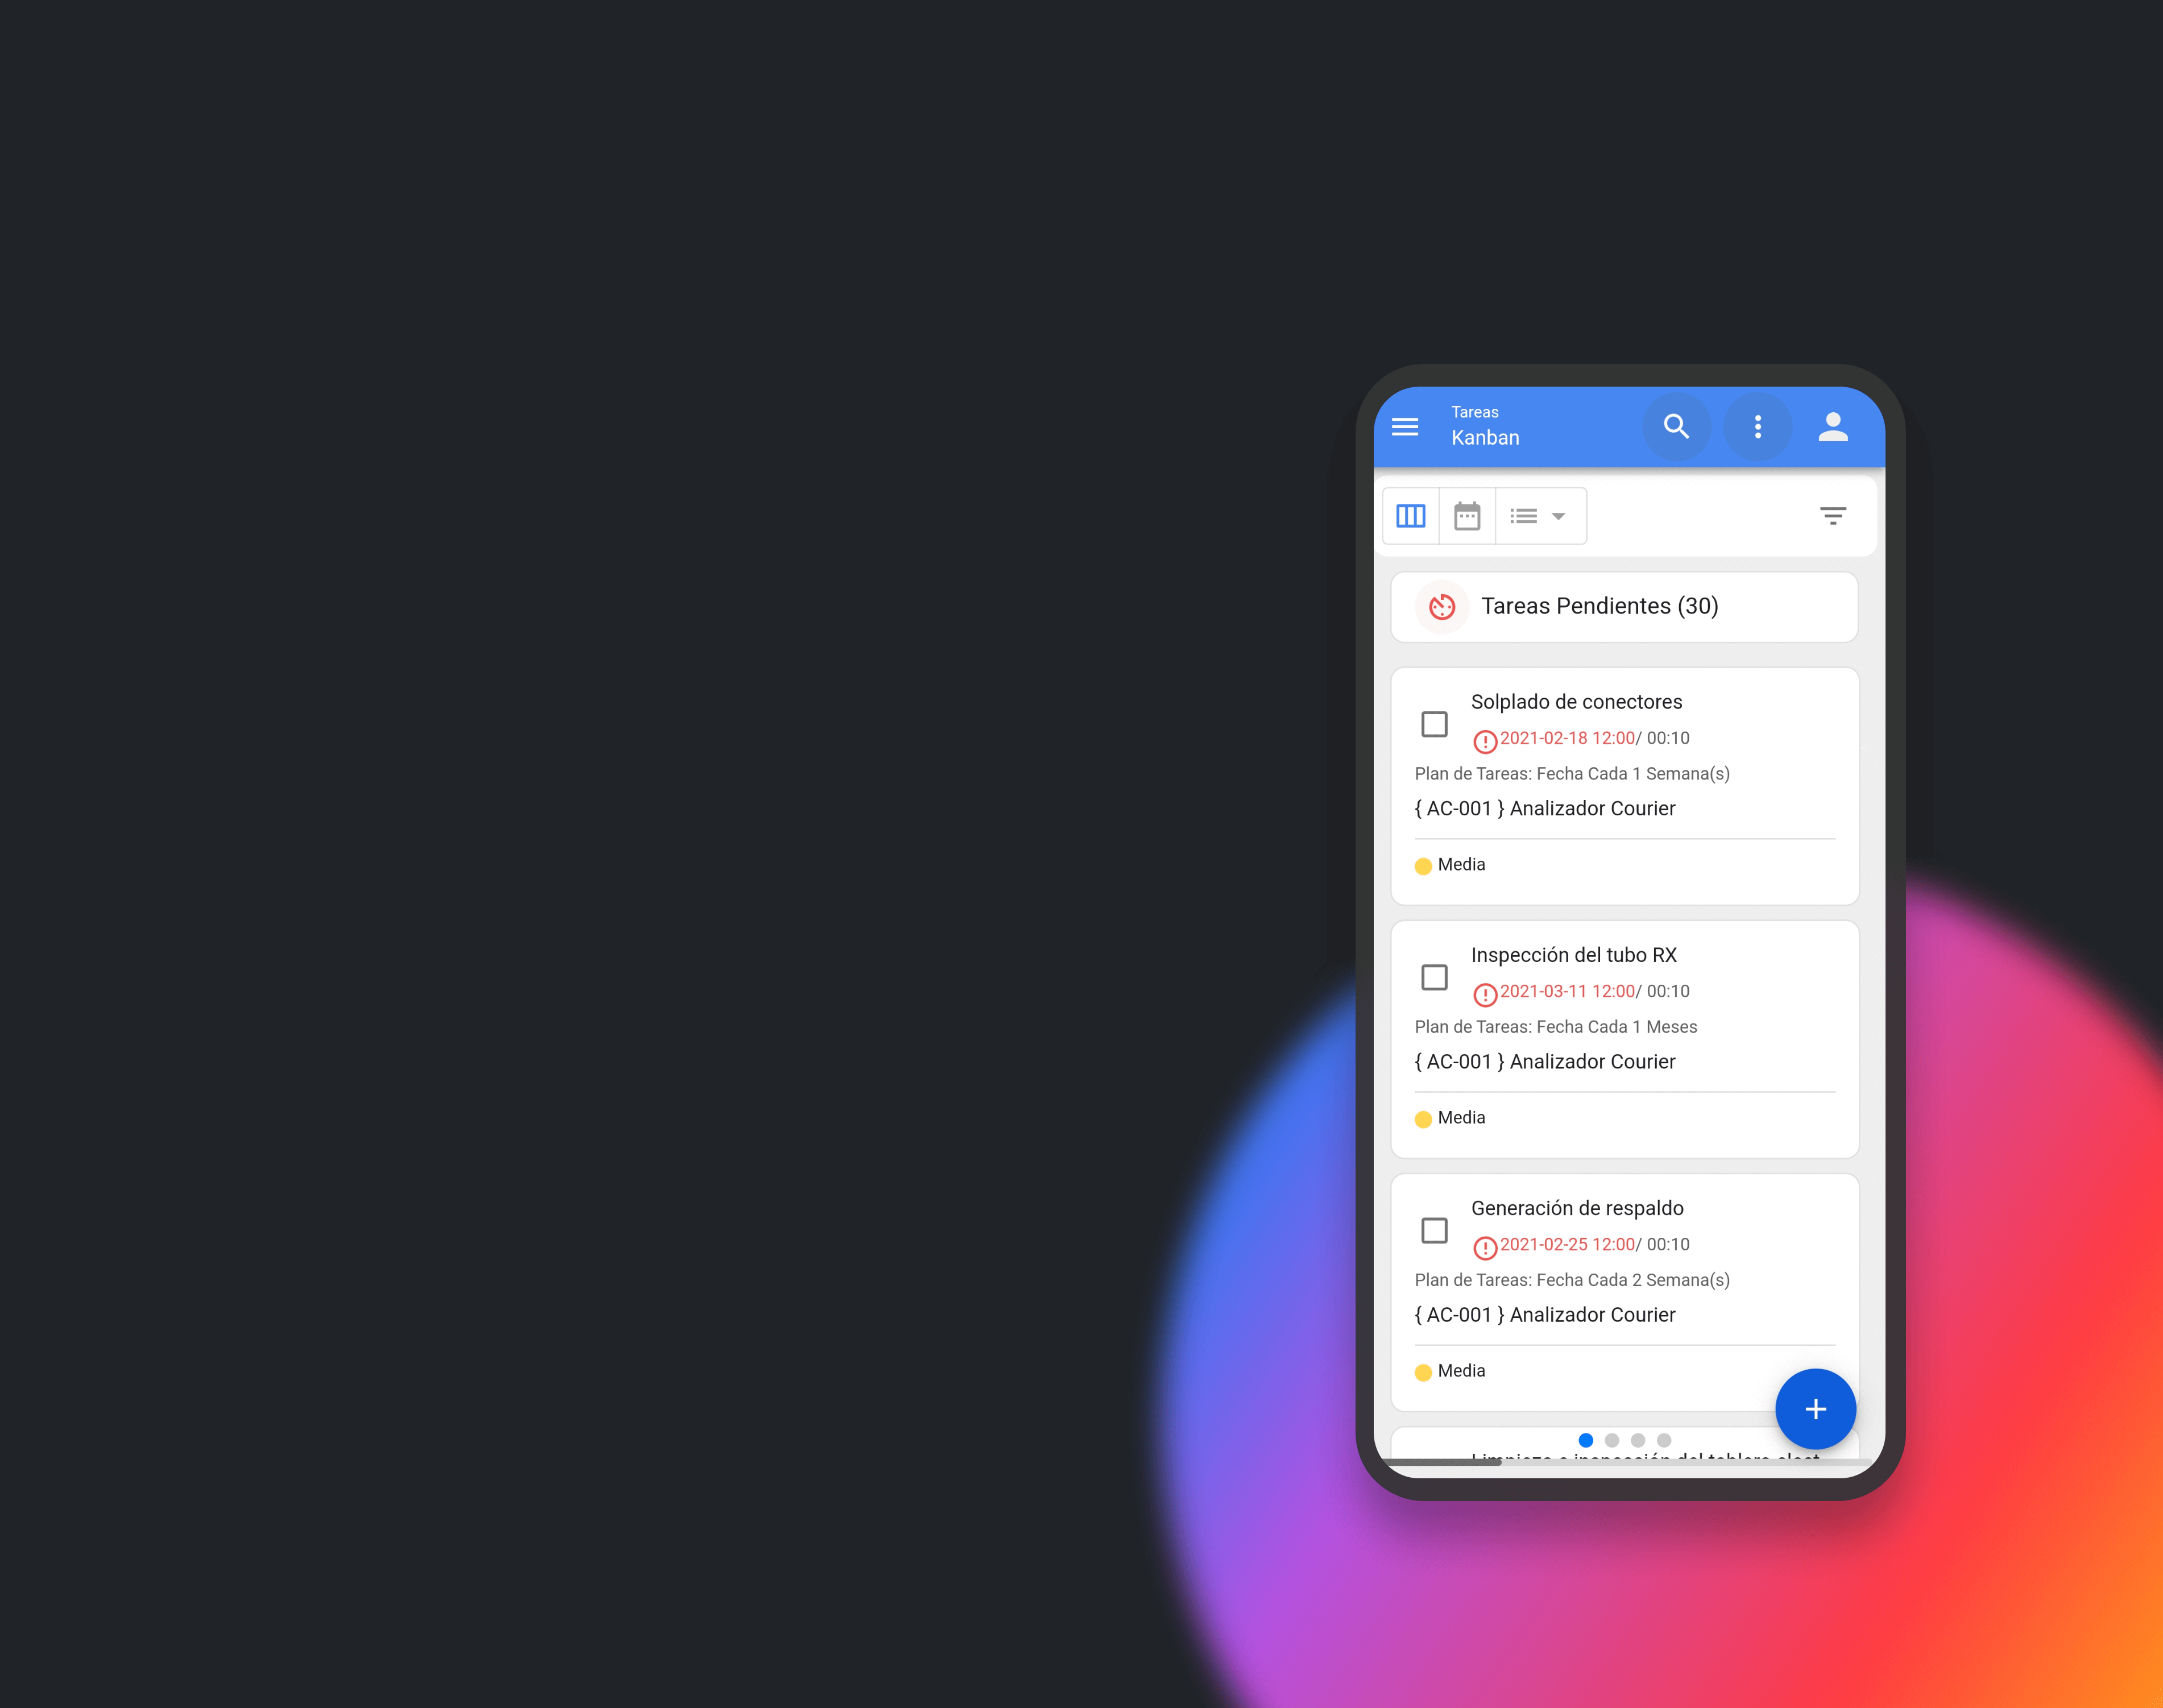 Tareas
Kanban
Tareas Pendientes (30)
Solplado de conectores
2021-02-18 12:00/ 00:10
Plan de Tareas: Fecha Cada 1 Semana(s)
{ AC-001 } Analizador Courier
Media
Inspección del tubo RX
2021-03-11 12:00/ 00:10
Plan de Tareas: Fecha Cada 1 Meses
{ AC-001 } Analizador Courier
Media
Generación de respaldo
2021-02-25 12:00/ 00:10
Plan de Tareas: Fecha Cada 2 Semana(s)
{ AC-001 } Analizador Courier
Media